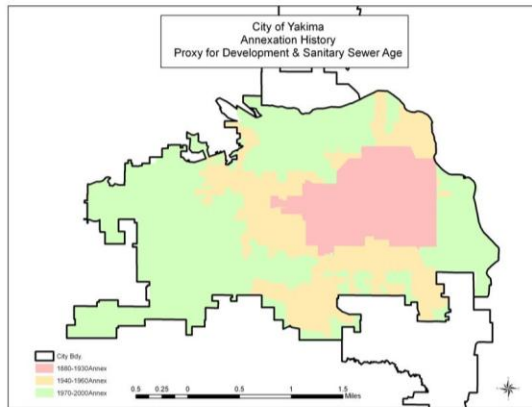 City of Yakima
Annexation History
Proxy for Development & Sanitary Sewer Age
City Bdy.
1880-1930Annex
1940-1960Annex
1970-2000Annex
0.5 0.25 0 0.5 1 1.5
Miles